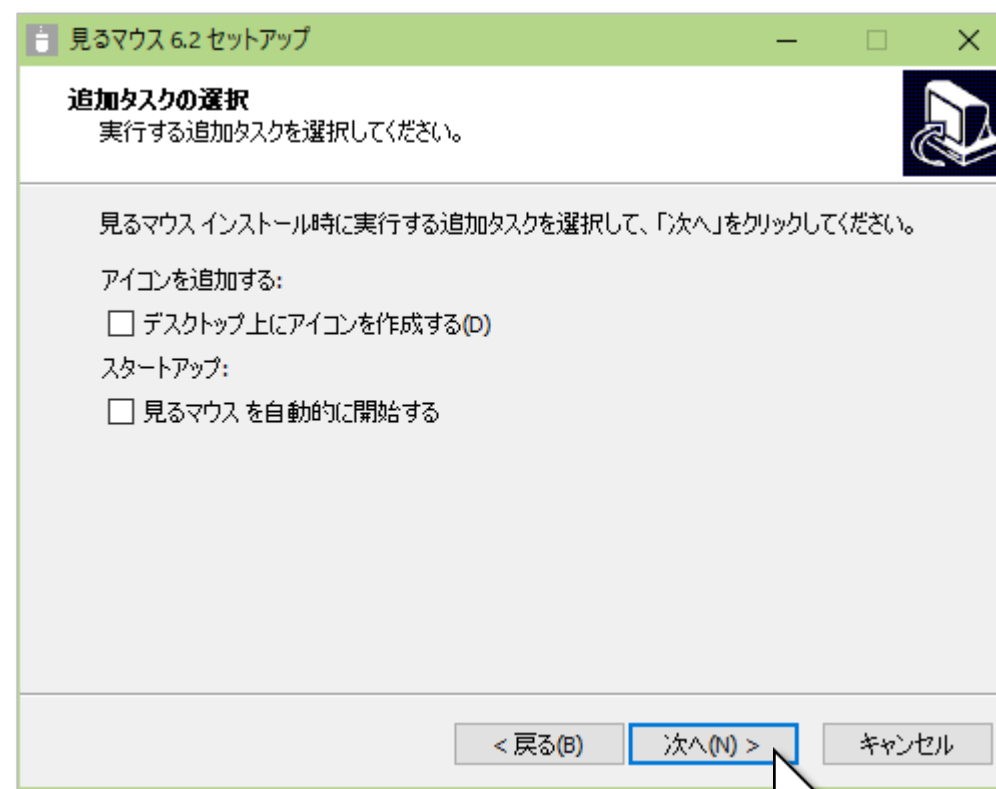 見るマウス 6.2 セットアップ
追加タスクの選択
実行する追加タスクを選択してください。
見るマウス インストール時に実行する追加タスクを選択して、「次へ」をクリックしてください。
アイコンを追加する:
デスクトップ上にアイコンを作成する(D)
スタートアップ:
見るマウス を自動的に開始する
< 戻る(B) 次へ(N) > キャンセル